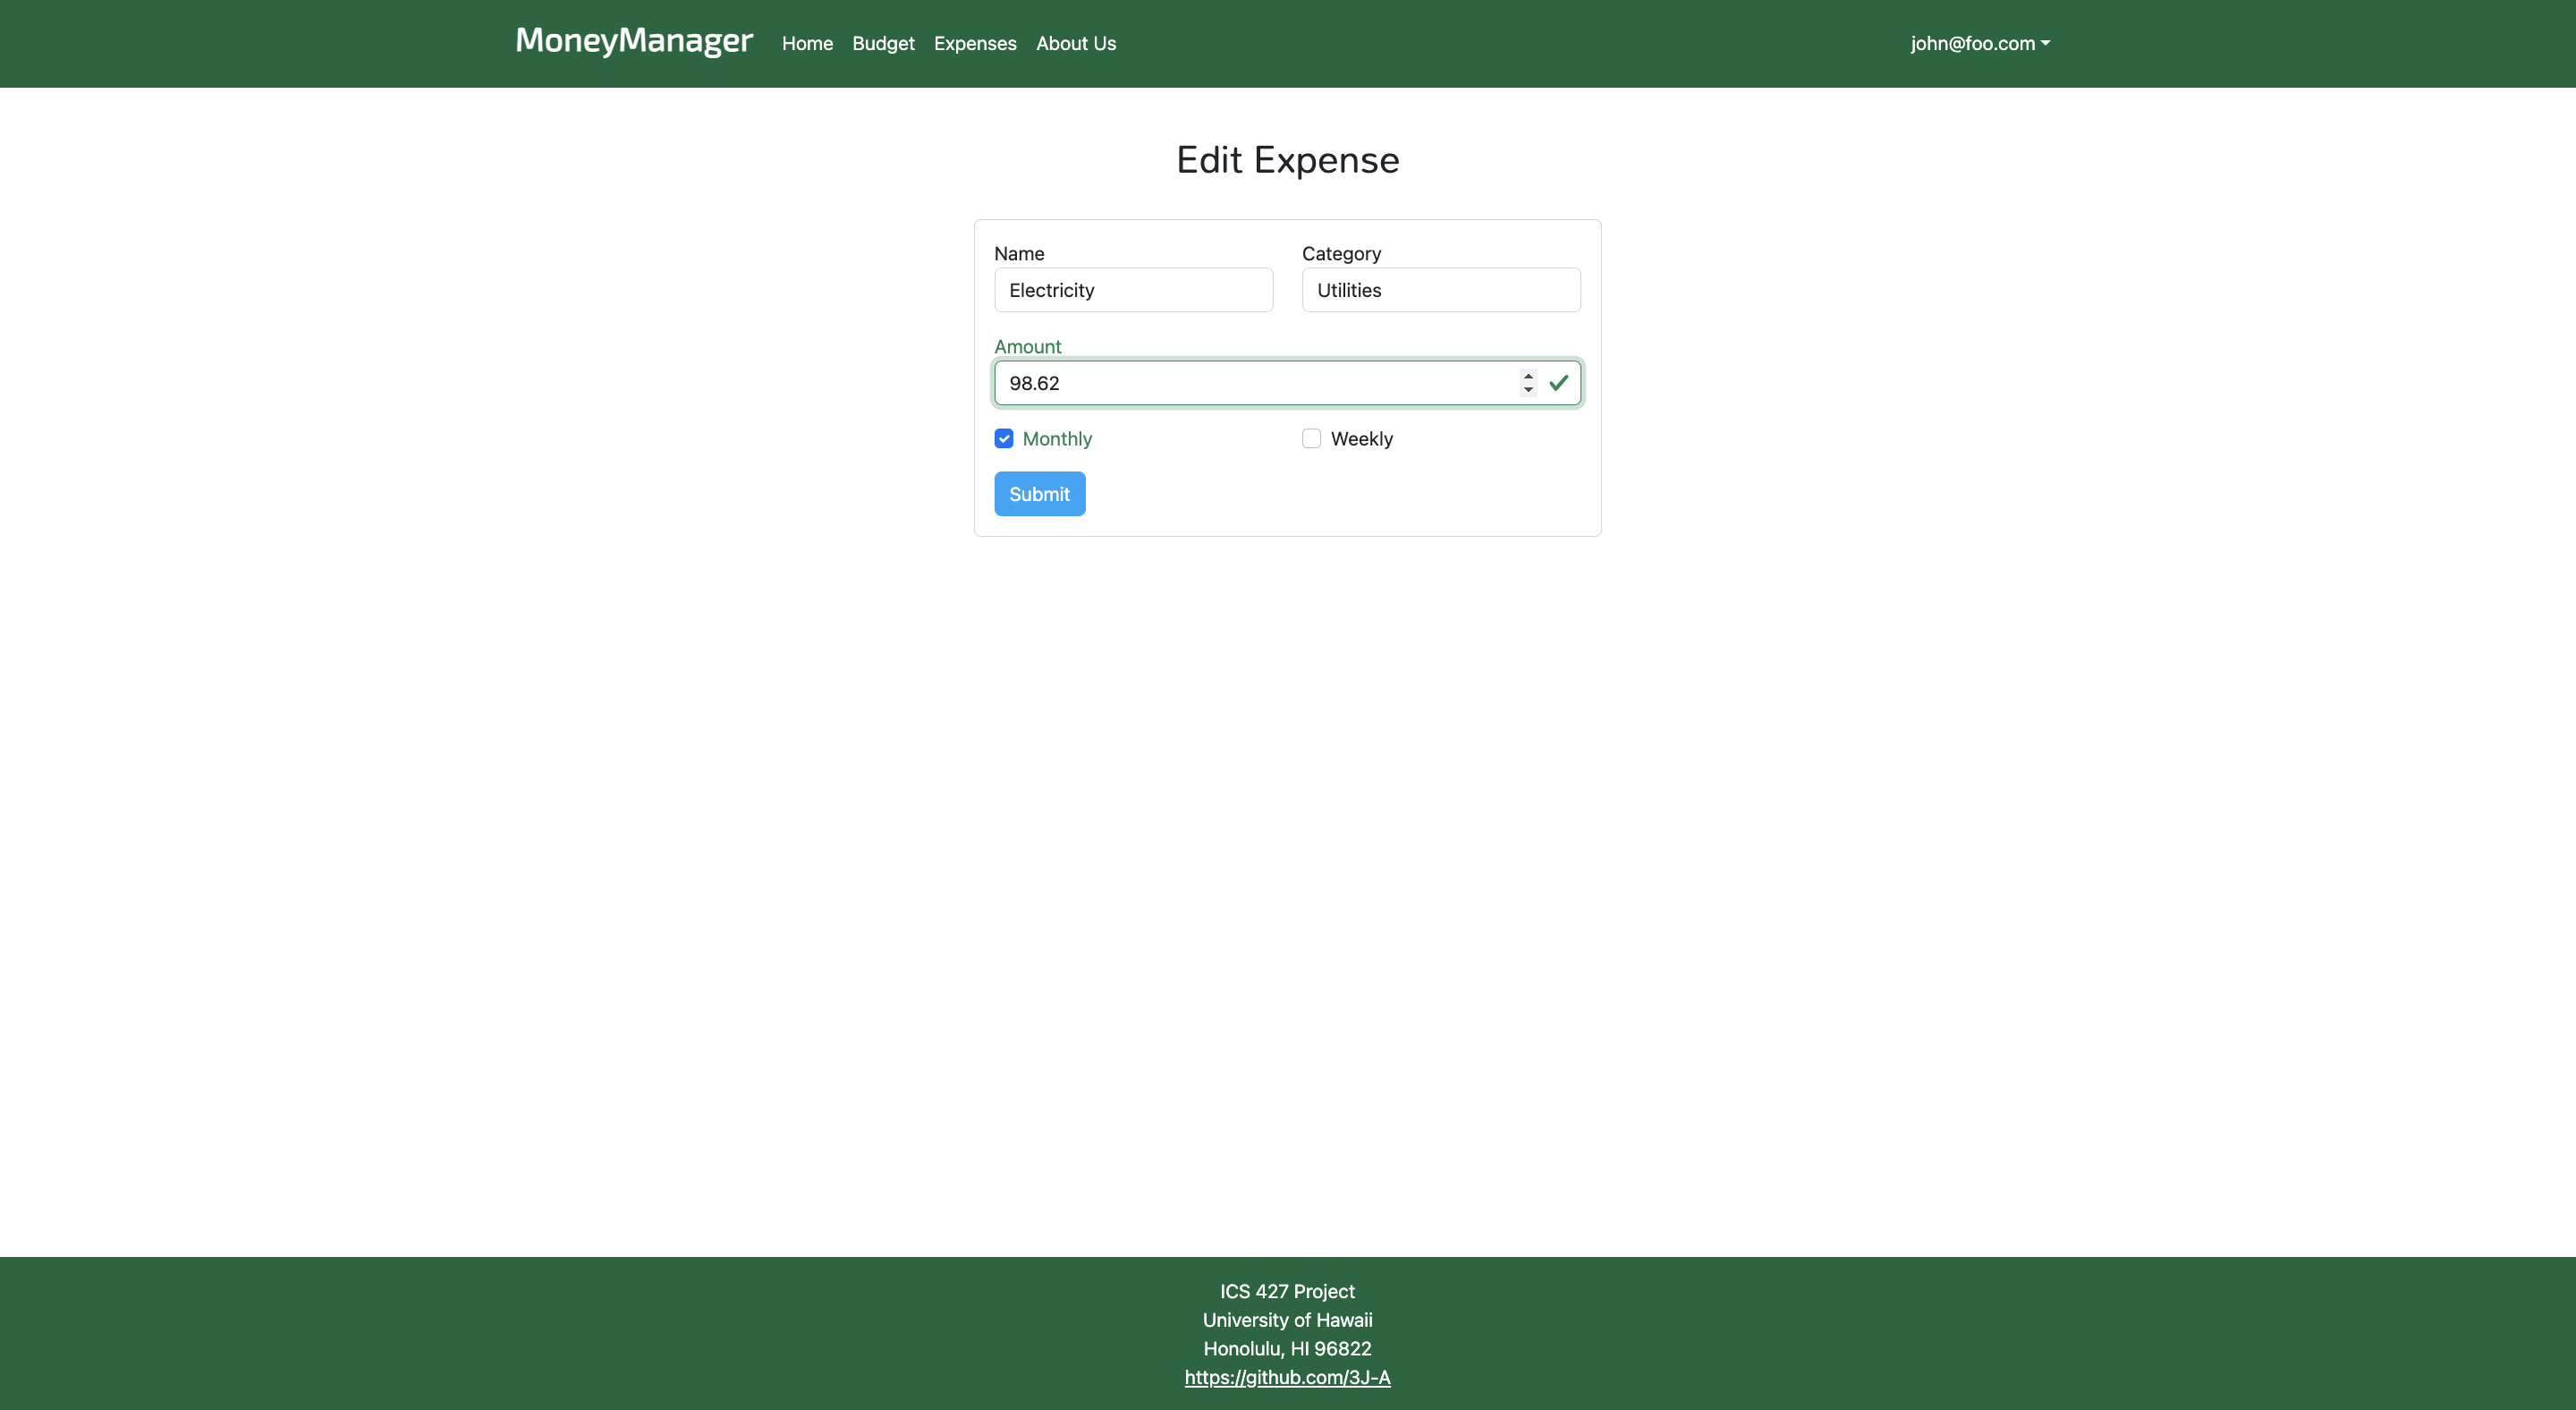 MoneyManager Home Budget Expenses About Us john@foo.com
Edit Expense
Name Category
Electricity Utilities
Amount
98.62
Monthly Weekly
Submit
ICS 427 Project
University of Hawaii
Honolulu, HI 96822
https://github.com/3J-A